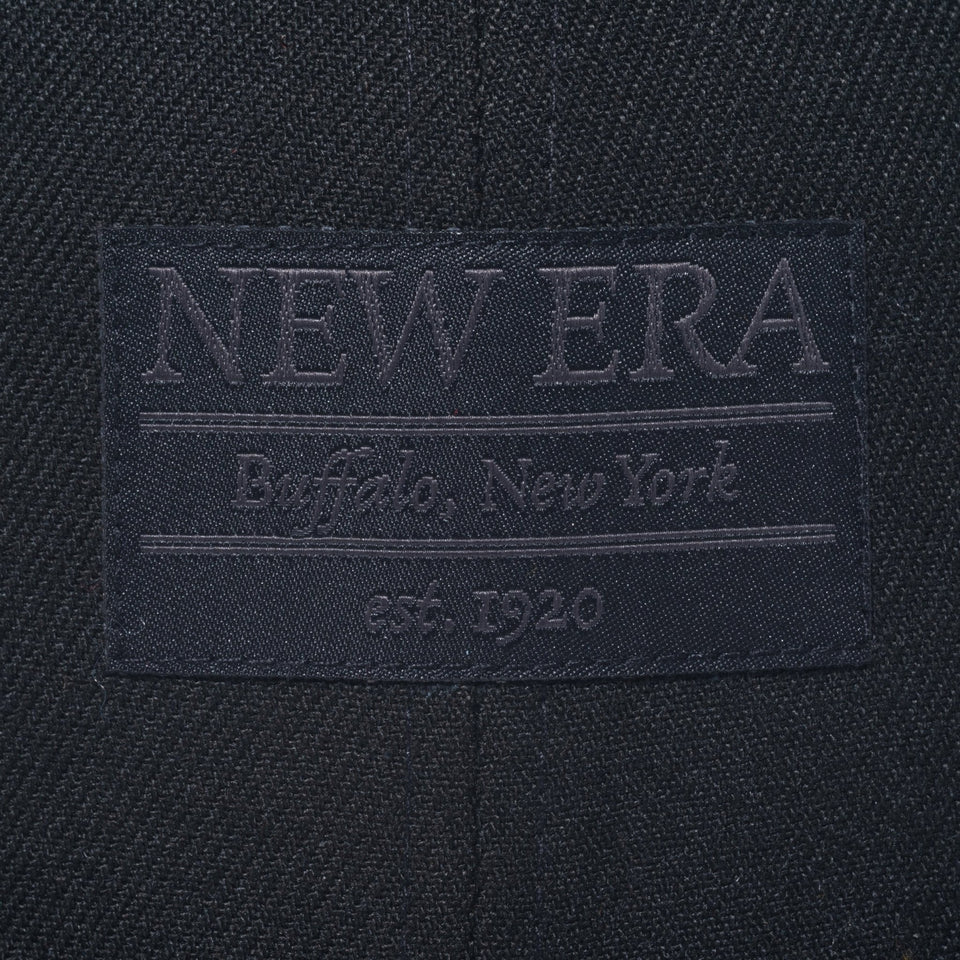 NEW ERA
Buffalo, New York
est. 1920